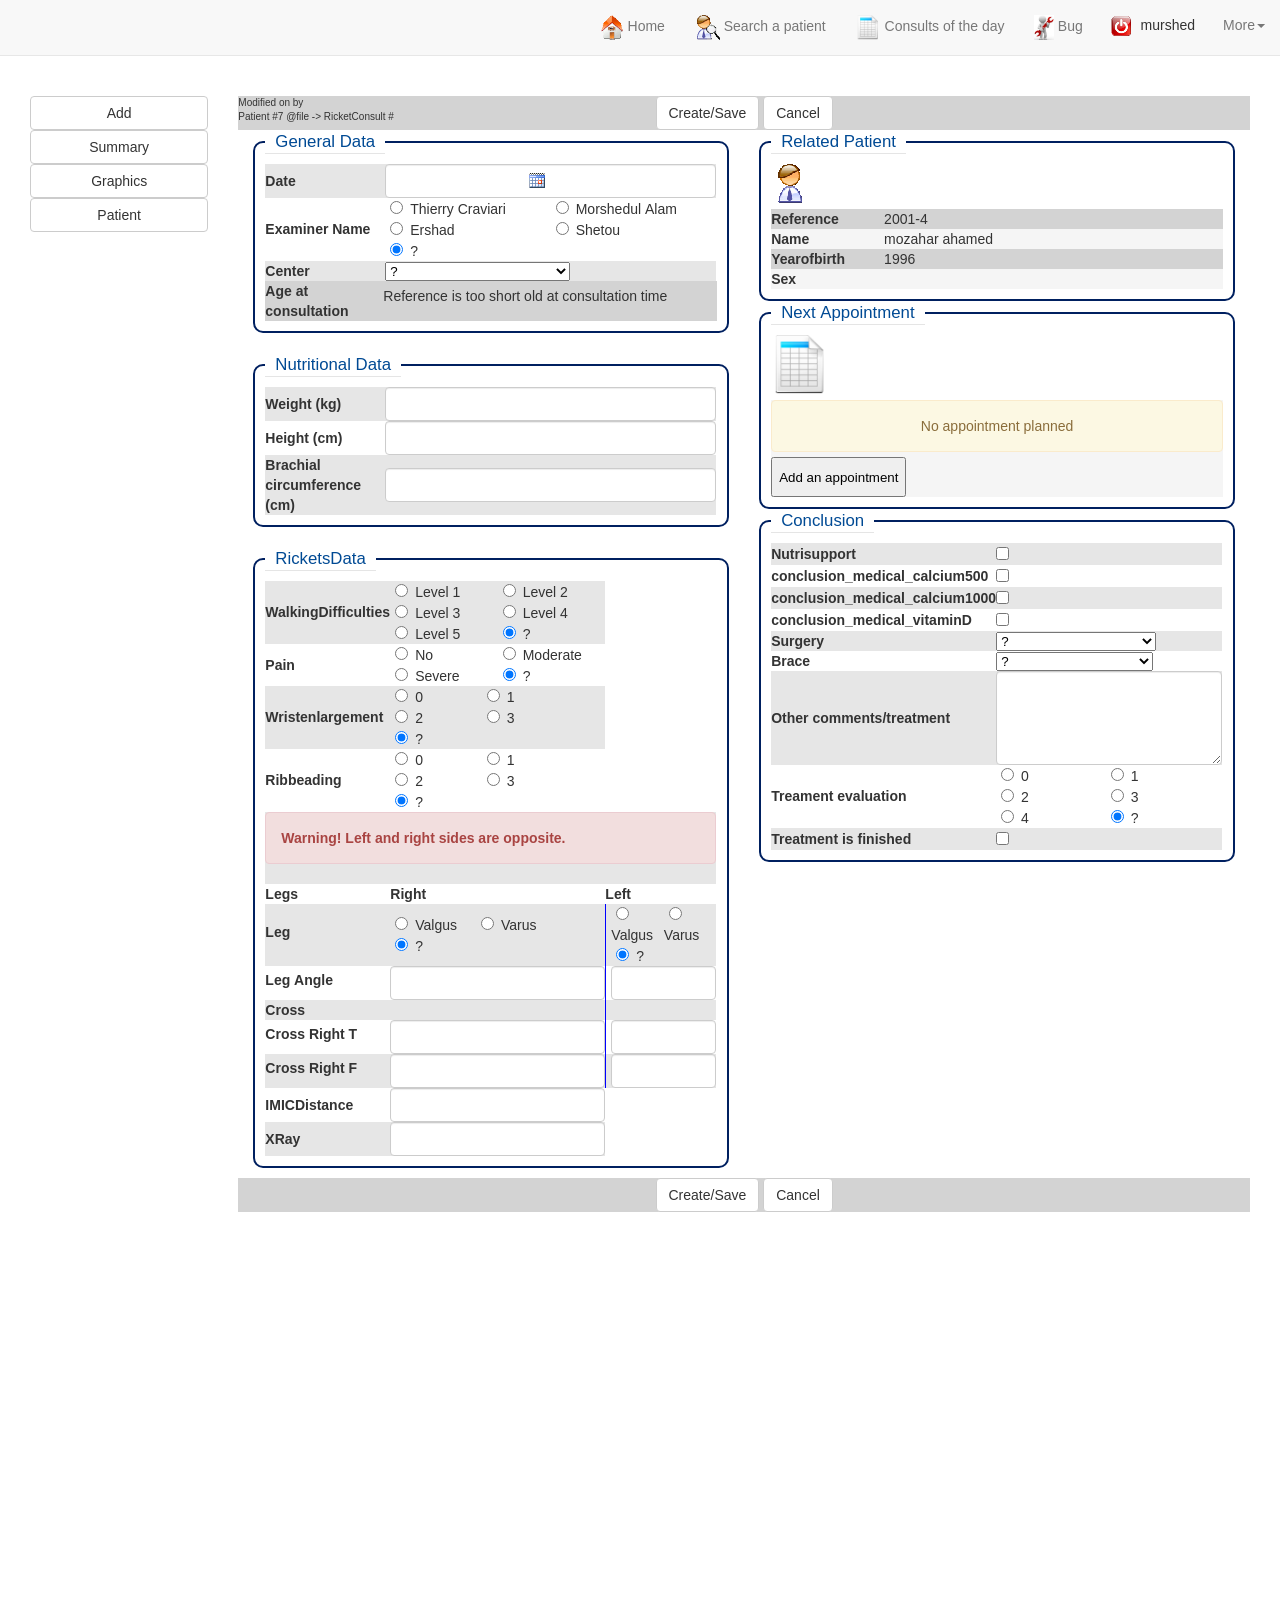 Home Search a patient Consults of the day Bug murshed More
Add
Summary
Graphics
Patient
Modified on by
Patient #7 @file -> RicketConsult #
Create/Save Cancel
General Data
Date
Examiner Name
Thierry Craviari Morshedul Alam
Ershad Shetou
?
Center ?
Age at
consultation
Reference is too short old at consultation time
Nutritional Data
Weight (kg)
Height (cm)
Brachial
circumference
(cm)
RicketsData
WalkingDifficulties
Level 1 Level 2
Level 3 Level 4
Level 5 ?
Pain
No Moderate
Severe ?
Wristenlargement
0 1
2 3
?
Ribbeading
0 1
2 3
?
Warning! Left and right sides are opposite.
Legs Right Left
Leg
Valgus Varus
?
Valgus Varus
?
Leg Angle
Cross
Cross Right T
Cross Right F
IMICDistance
XRay
Related Patient
Reference 2001-4
Name mozahar ahamed
Yearofbirth 1996
Sex
Next Appointment
No appointment planned
Add an appointment
Conclusion
Nutrisupport
conclusion_medical_calcium500
conclusion_medical_calcium1000
conclusion_medical_vitaminD
Surgery ?
Brace ?
Other comments/treatment
Treament evaluation
0 1
2 3
4 ?
Treatment is finished
Create/Save Cancel